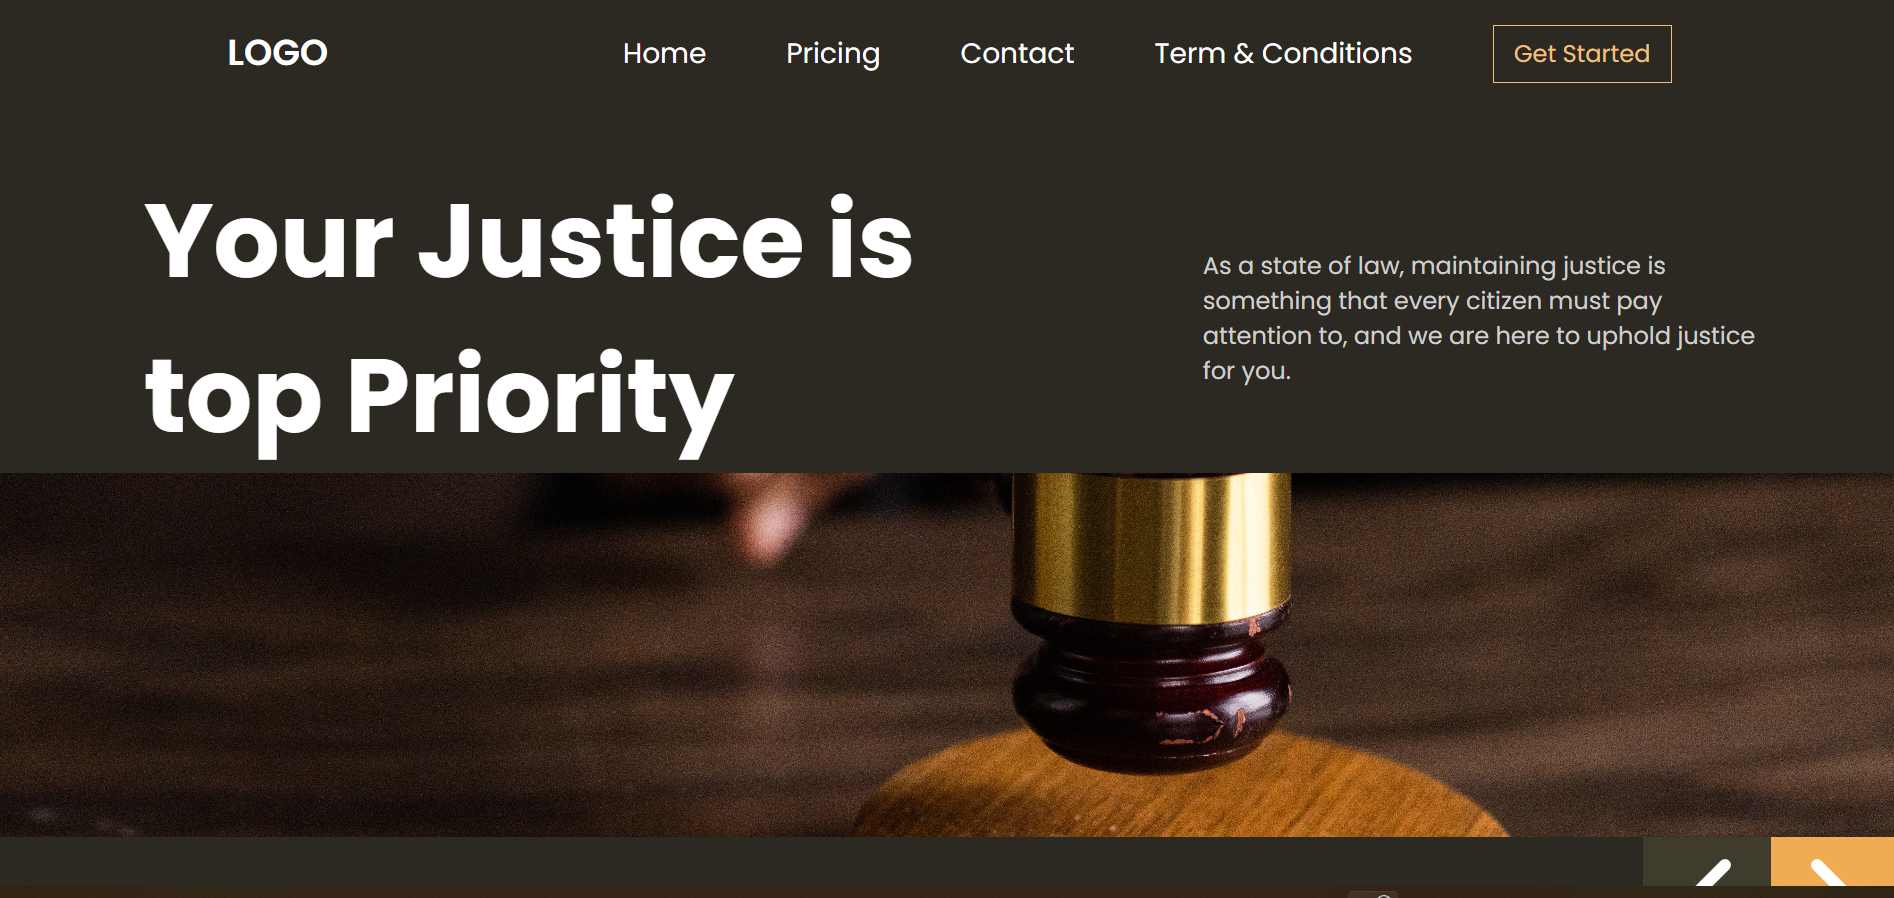 LOGO
Home
Pricing
Contact
Term & Conditions
Get Started
Your Justice is
top Priority
As a state of law, maintaining justice is
something that every citizen must pay
attention to, and we are here to uphold justice
for you.